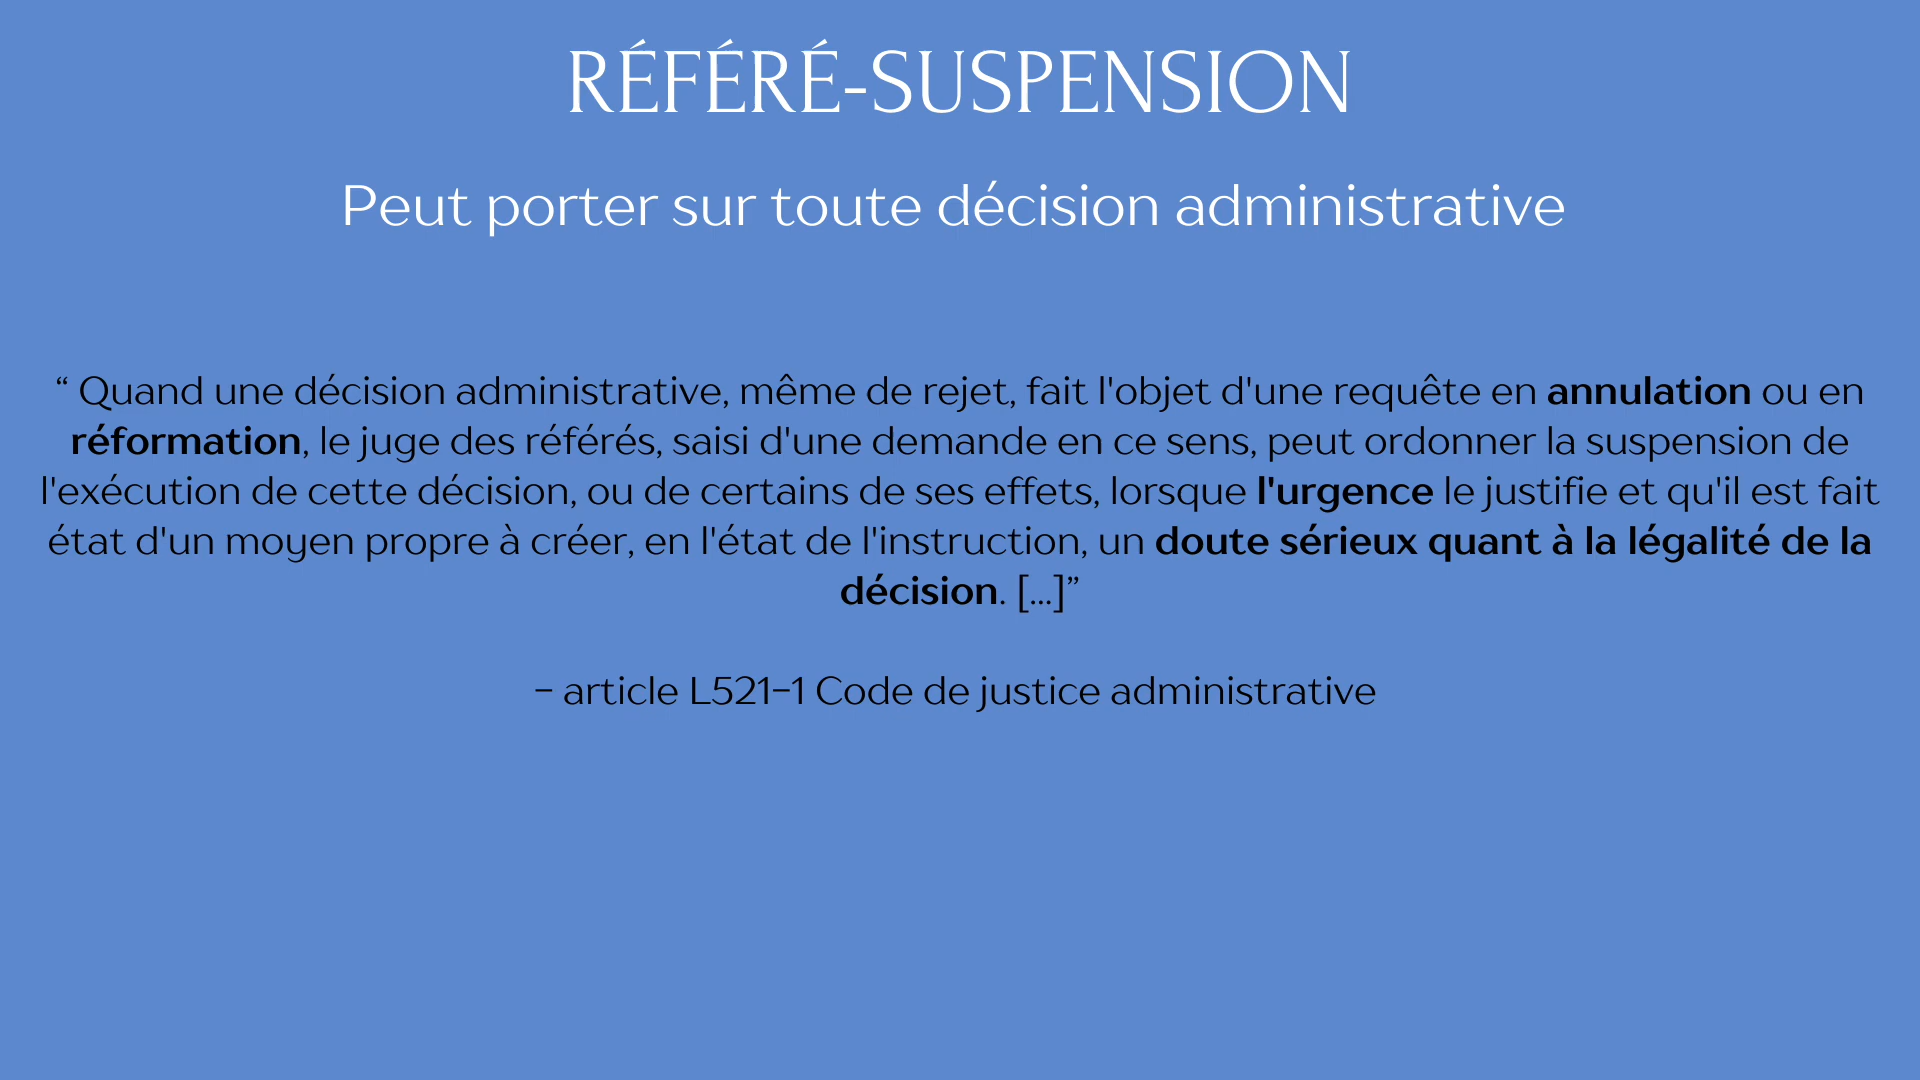 RÉFÉRÉ-SUSPENSION
Peut porter sur toute décision administrative
“ Quand une décision administrative, même de rejet, fait l'objet d'une requête en annulation ou en
réformation, le juge des référés, saisi d'une demande en ce sens, peut ordonner la suspension de
l'exécution de cette décision, ou de certains de ses effets, lorsque l'urgence le justifie et qu'il est fait
état d'un moyen propre à créer, en l'état de l'instruction, un doute sérieux quant à la légalité de la
décision. [...]”
- article L521-1 Code de justice administrative